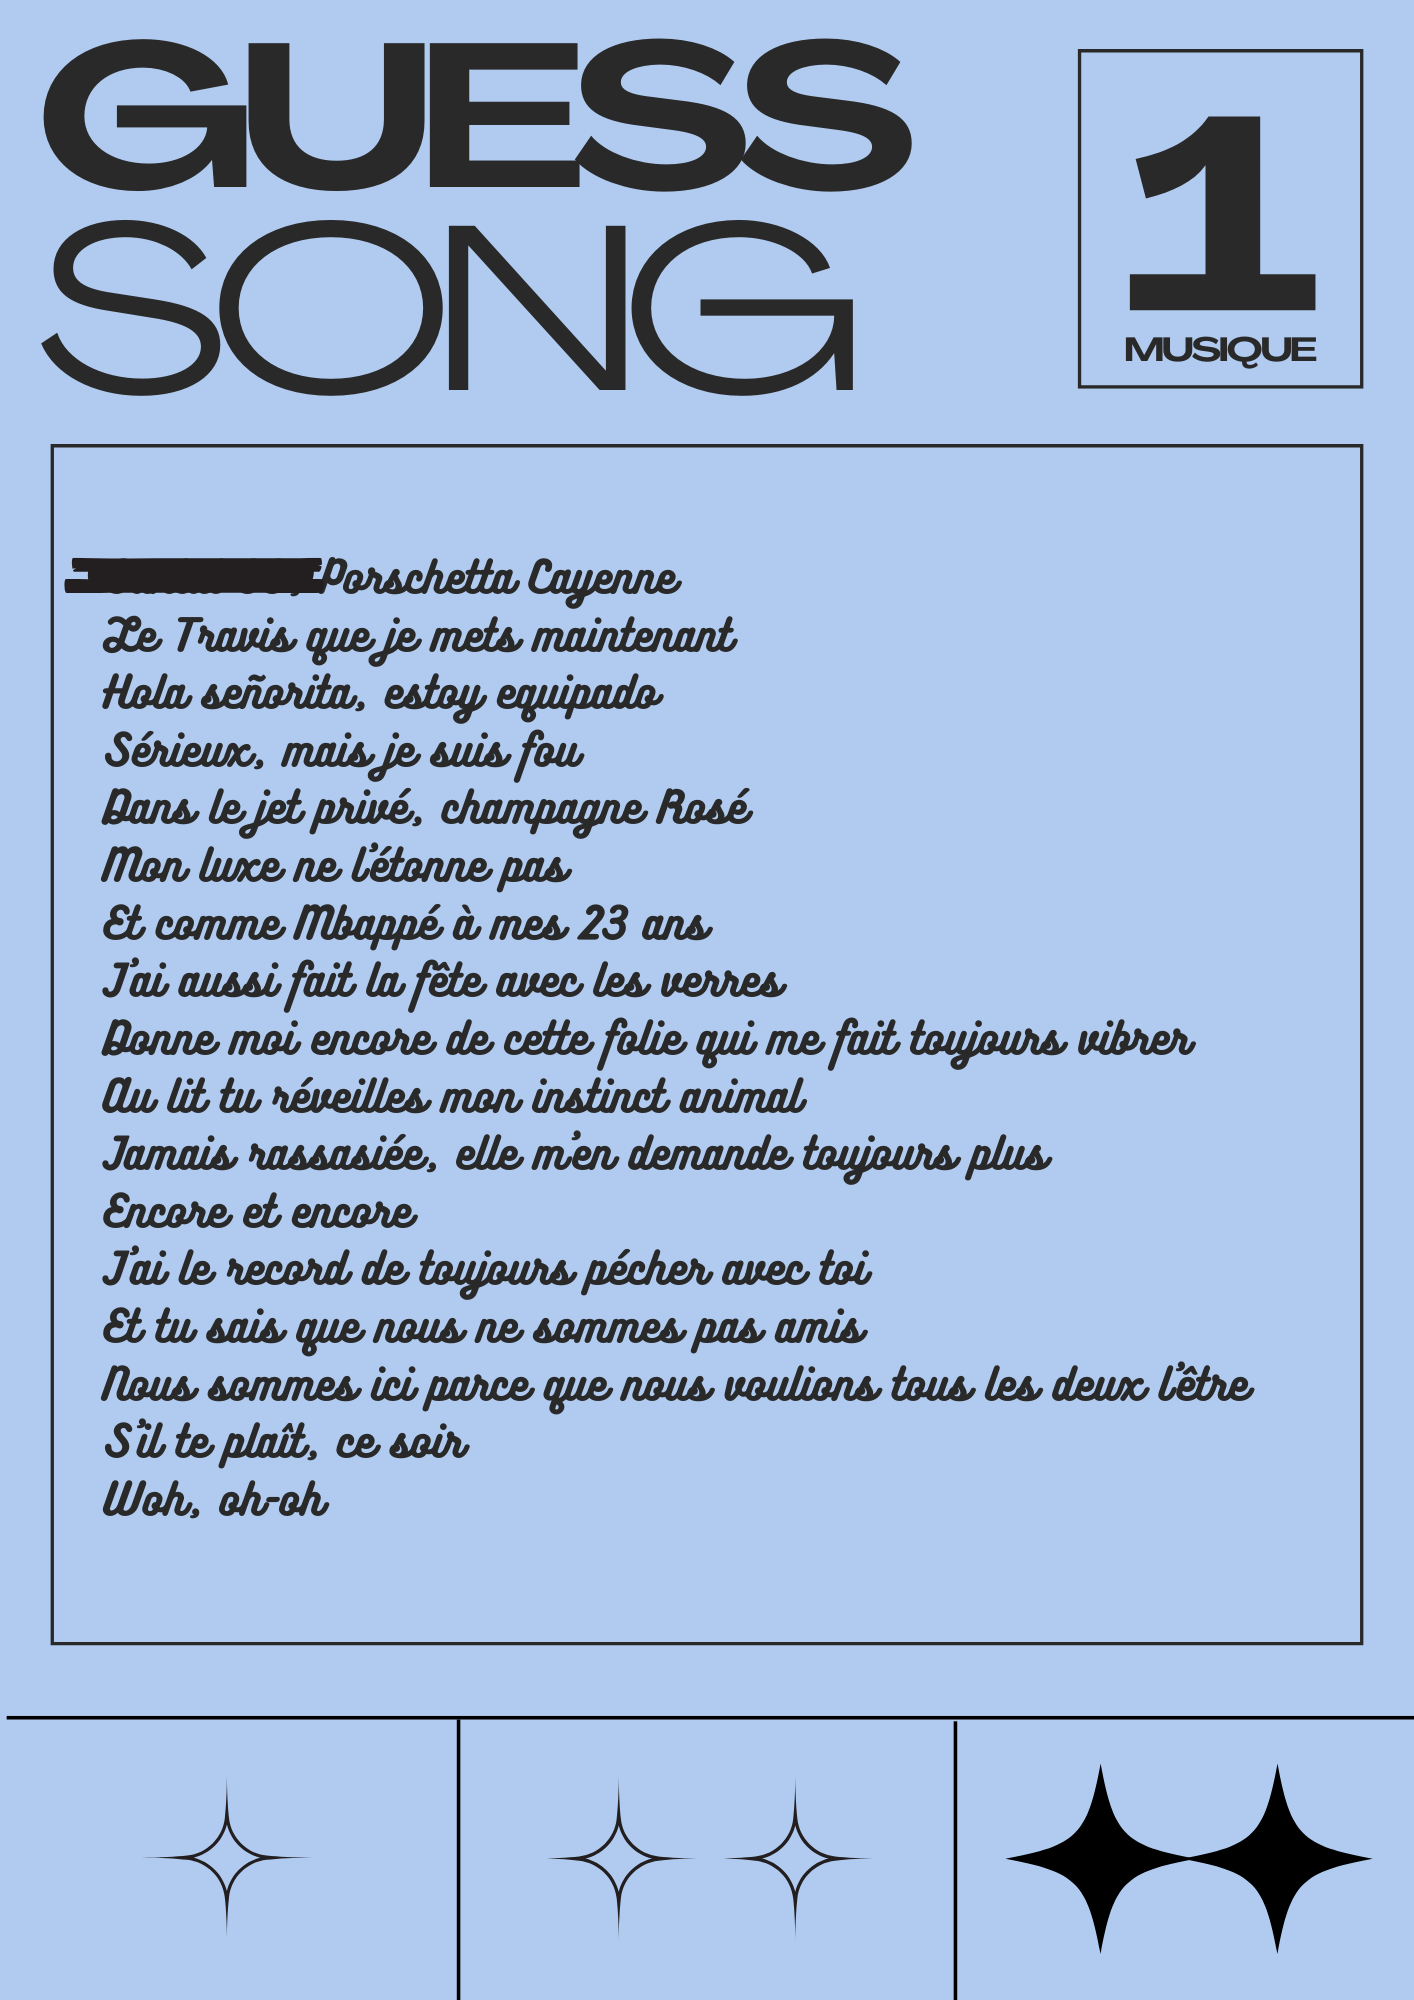 GUESS
SONG
1
MUSIQUE
Porschetta Cayenne
Le Travis que je mets maintenant
Hola señorita, estoy equipado
Sérieux, mais je suis fou
Dans le jet privé, champagne Rosé
Mon luxe ne l'étonne pas
Et comme Mbappé à mes 23 ans
J'ai aussi fait la fête avec les verres
Donne moi encore de cette folie qui me fait toujours vibrer
Au lit tu réveilles mon instinct animal
Jamais rassasiée, elle m'en demande toujours plus
Encore et encore
J'ai le record de toujours pécher avec toi
Et tu sais que nous ne sommes pas amis
Nous sommes ici parce que nous voulions tous les deux l'être
S'il te plaît, ce soir
Woh, oh-oh